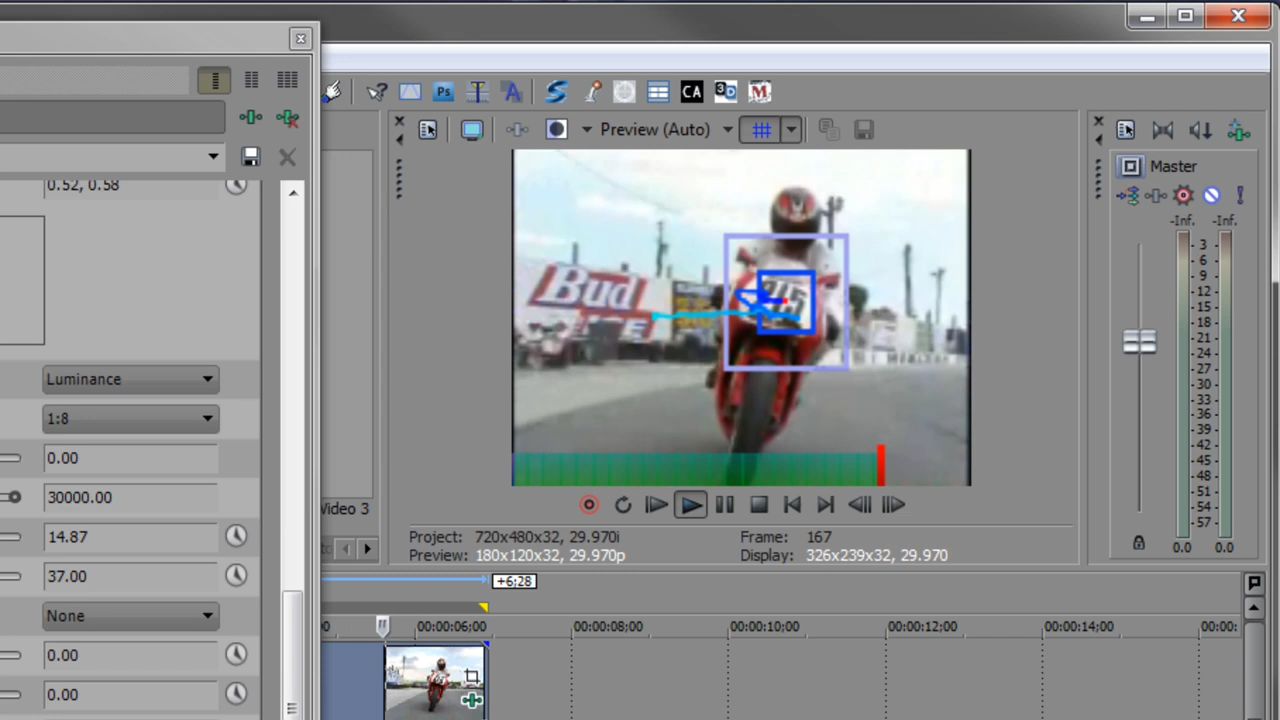 Ps
A
S
CA
3D
M
Preview (Auto)
0.52, 0.58
Master
-Inf. -Inf.
3
6
9
12
15
18
21
24
27
30
33
36
39
42
45
48
51
54
57
0.0 0.0
Bud
ICE
245
Luminance
1:8
0.00
30000.00
14.87
37.00
None
0.00
0.00
Video 3
Project: 720x480x32, 29.970i
Frame: 167
Preview: 180x120x32, 29.970p
Display: 326x239x32, 29.970
+6;28
00:00:06;00
00:00:08;00
00:00:10;00
00:00:12;00
00:00:14;00
00:00: